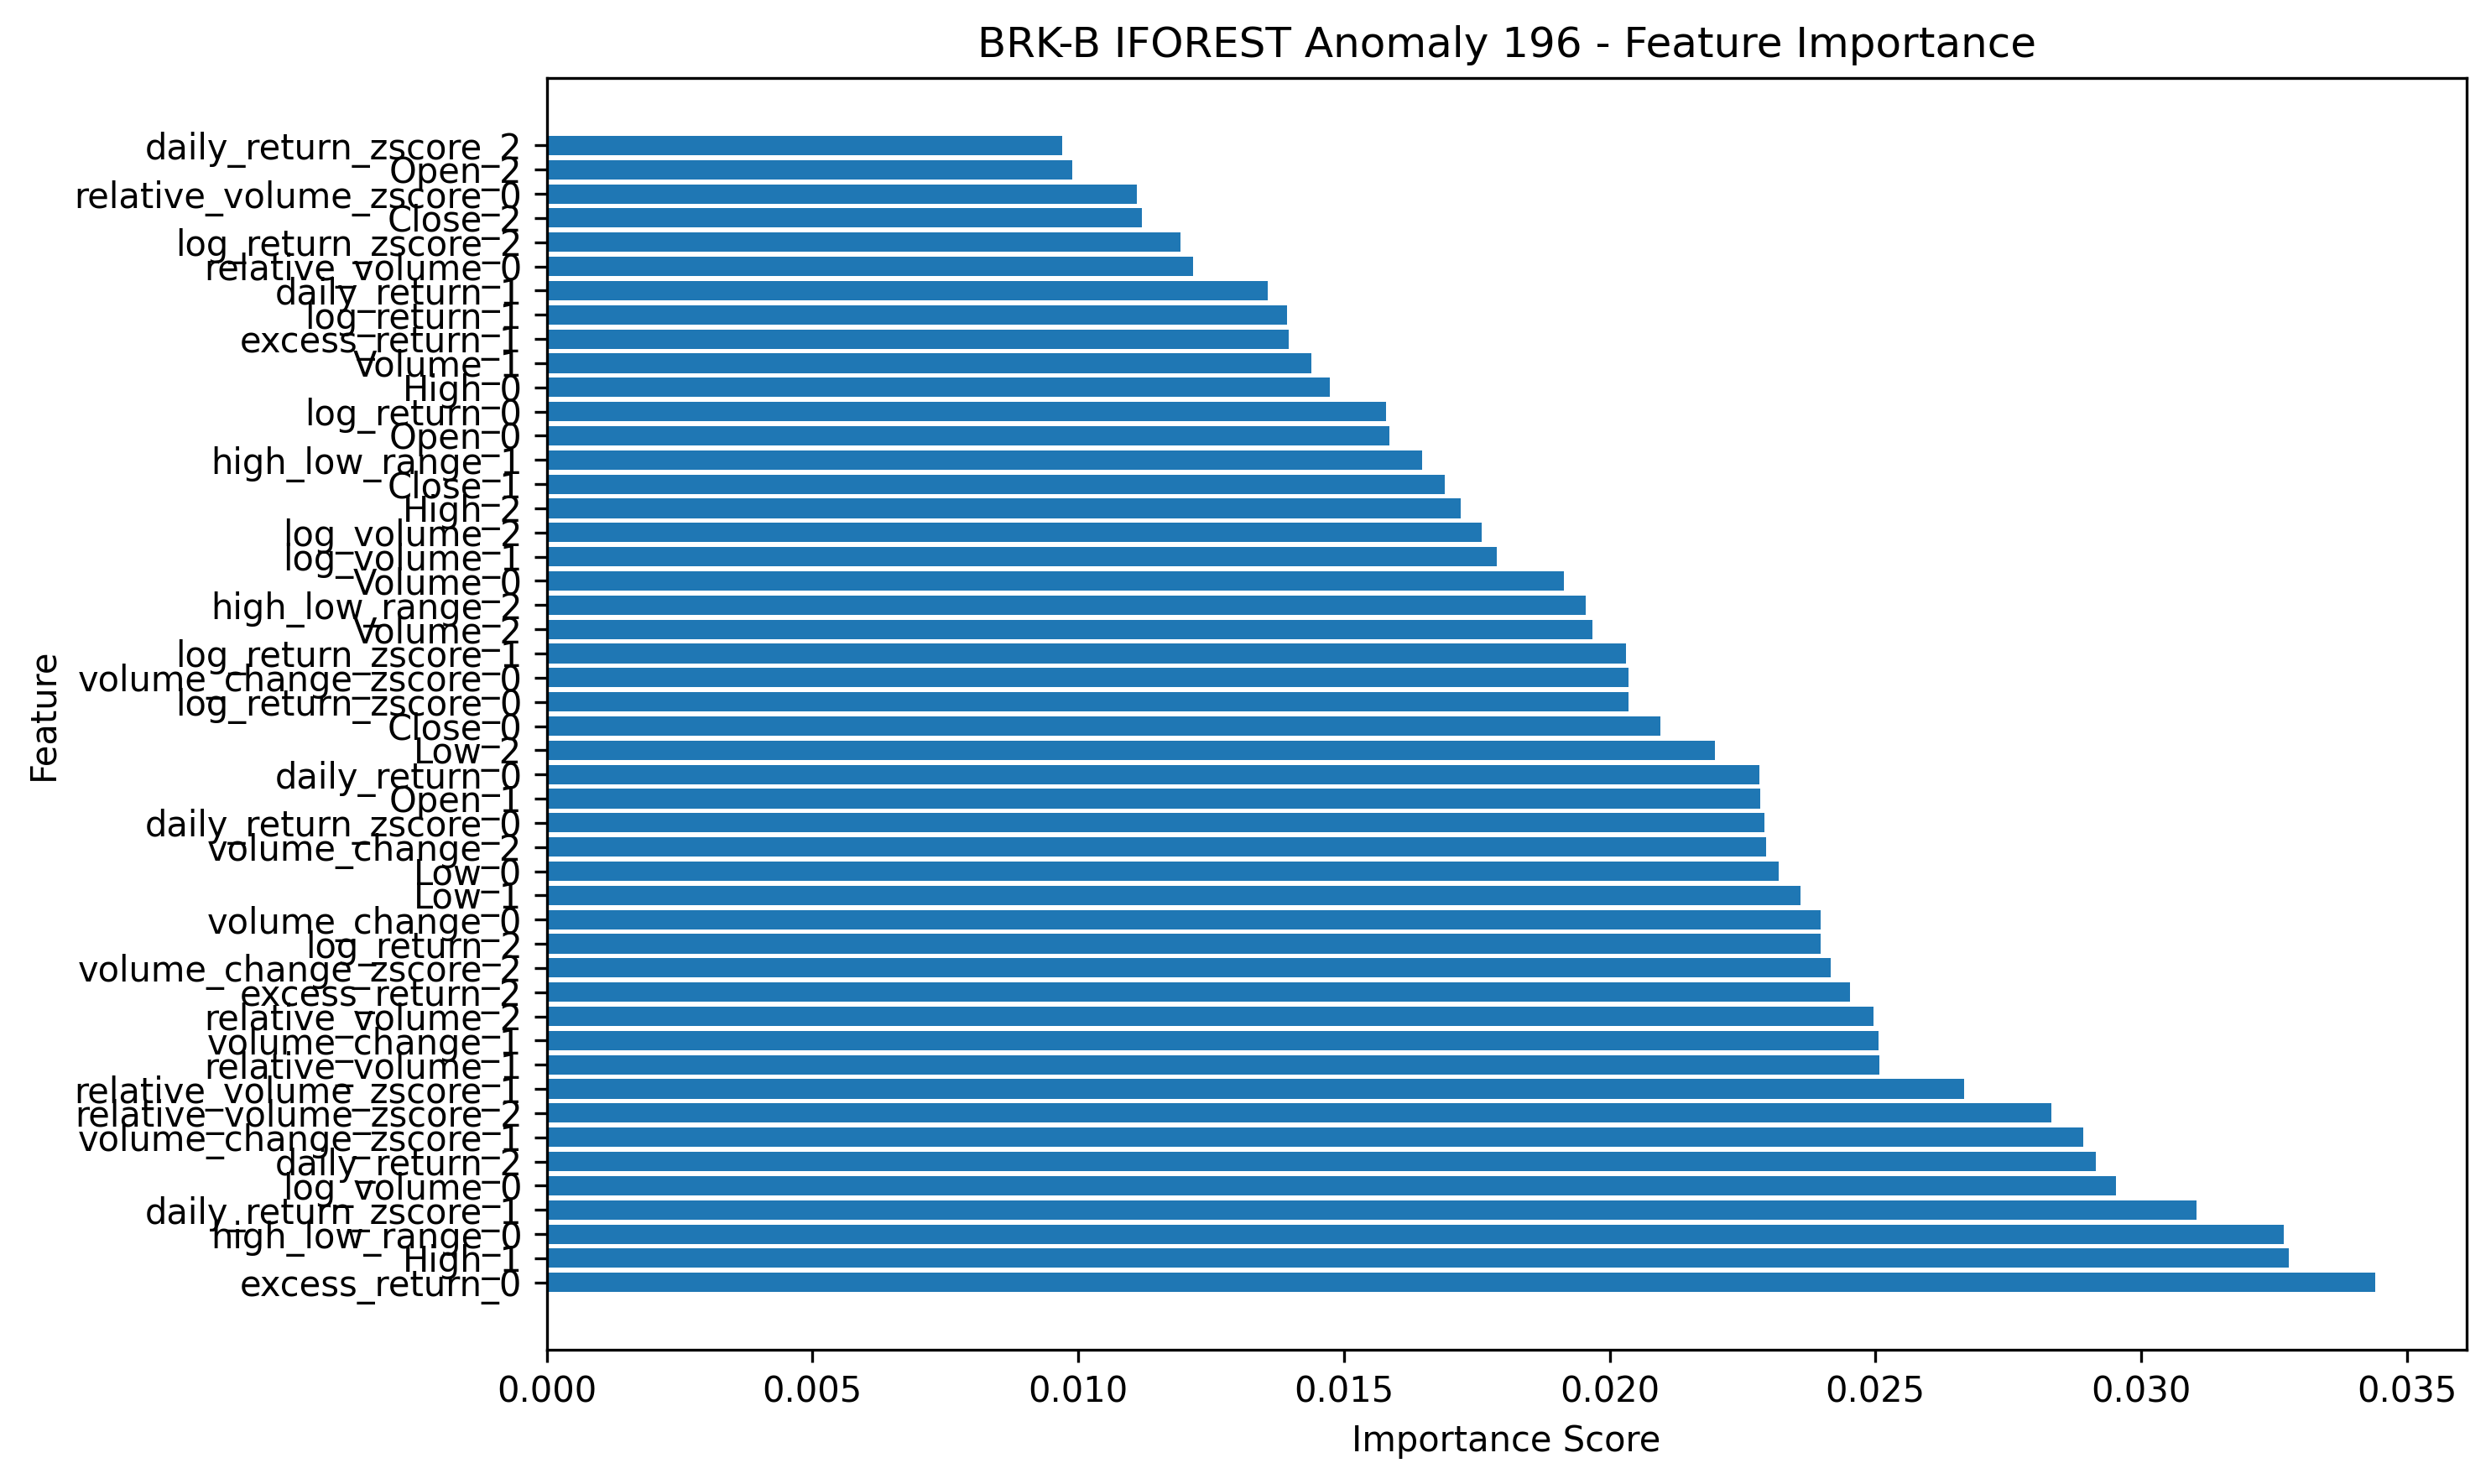 BRK-B IFOREST Anomaly 196 - Feature Importance
daily_return_zscore_2
Open_2
relative_volume_zscore_0
Close_2
log_return_zscore_2
relative_volume_0
daily_return_1
log_return_1
excess_return_1
Volume_1
High_0
log_return_0
Open_0
high_low_range_1
Close_1
High_2
log_volume_2
log_volume_1
Volume_0
high_low_range_2
Volume_2
log_return_zscore_1
volume_change_zscore_0
log_return_zscore_0
Close_0
Low_2
daily_return_0
Open_1
daily_return_zscore_0
volume_change_2
Low_0
Low_1
volume_change_0
log_return_2
volume_change_zscore_2
excess_return_2
relative_volume_2
volume_change_1
relative_volume_1
relative_volume_zscore_1
relative_volume_zscore_2
volume_change_zscore_1
daily_return_2
log_volume_0
daily_return_zscore_1
high_low_range_0
High_1
excess_return_0
Feature
0.000 0.005 0.010 0.015 0.020 0.025 0.030 0.035
Importance Score